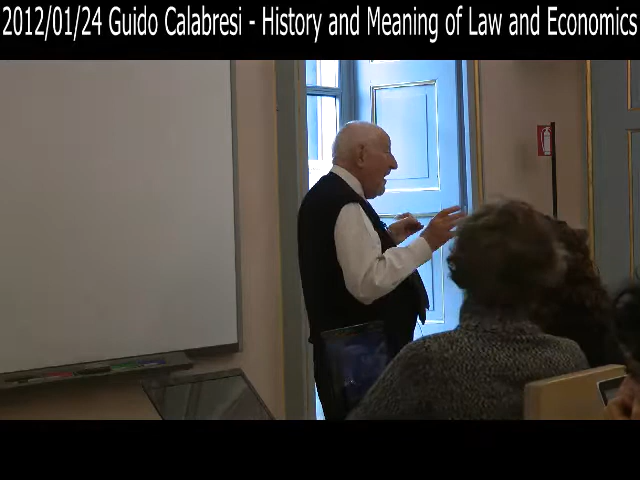 2012/01/24 Guido Calabresi - History and Meaning of Law and Economics